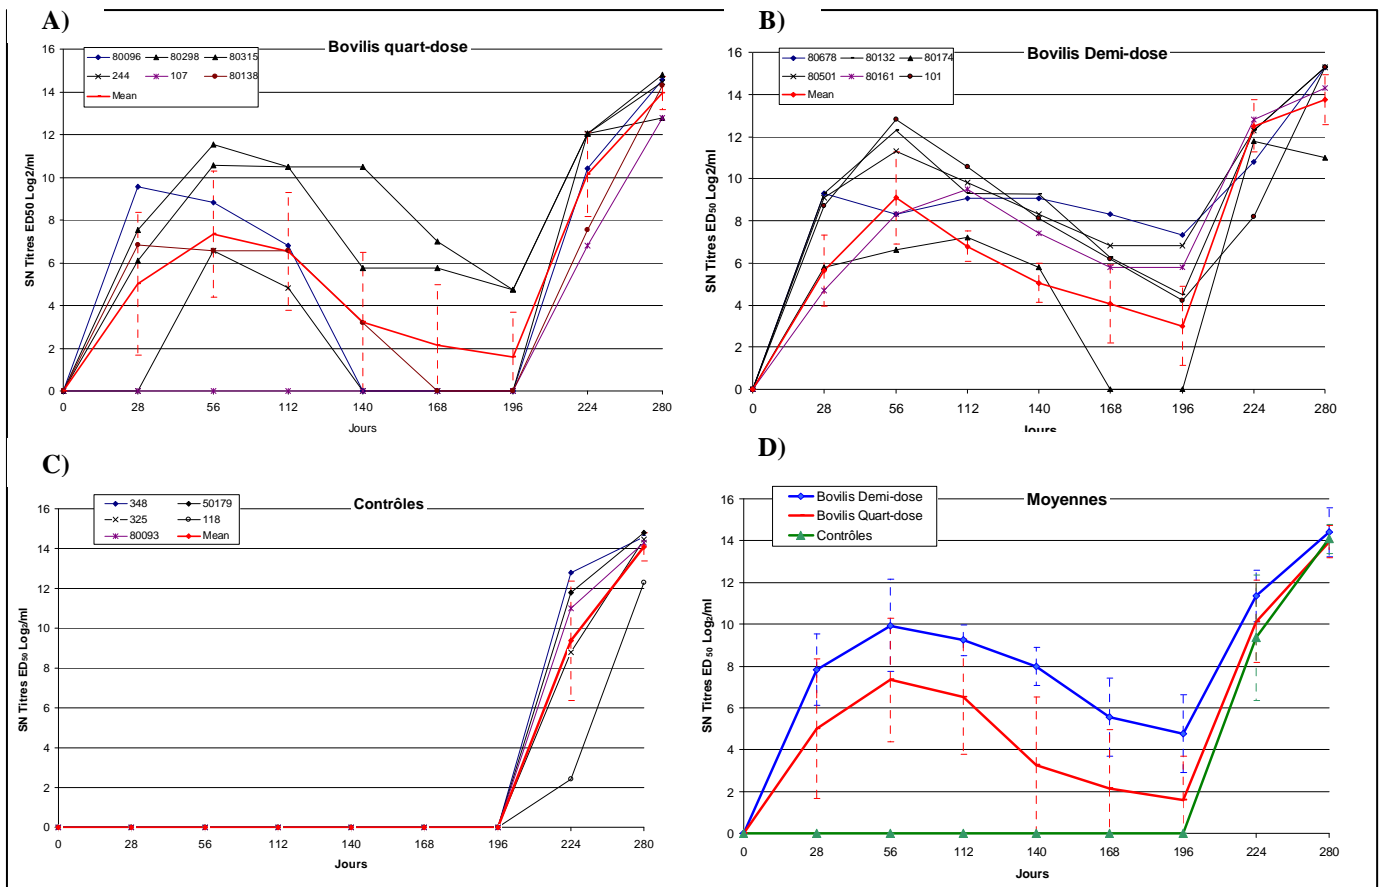 A)
Bovilis quart-dose
80096 80298 80315
244 107 80138
Mean
SN Titres ED50 Log2/ml
16
14
12
10
8
6
4
2
0
0 28 56 112 140 168 196 224 280
Jours
B)
Bovilis Demi-dose
80678 80132 80174
80501 80161 101
Mean
SN Titres ED50 Log2/ml
16
14
12
10
8
6
4
2
0
0 28 56 112 140 168 196 224 280
Jours
C)
Contrôles
348 50179
325 118
80093 Mean
SN Titres ED50 Log2/ml
16
14
12
10
8
6
4
2
0
0 28 56 112 140 168 196 224 280
Jours
D)
Moyennes
Bovilis Demi-dose
Bovilis Quart-dose
Contrôles
SN Titres ED50 Log2/ml
16
14
12
10
8
6
4
2
0
0 28 56 112 140 168 196 224 280
Jours